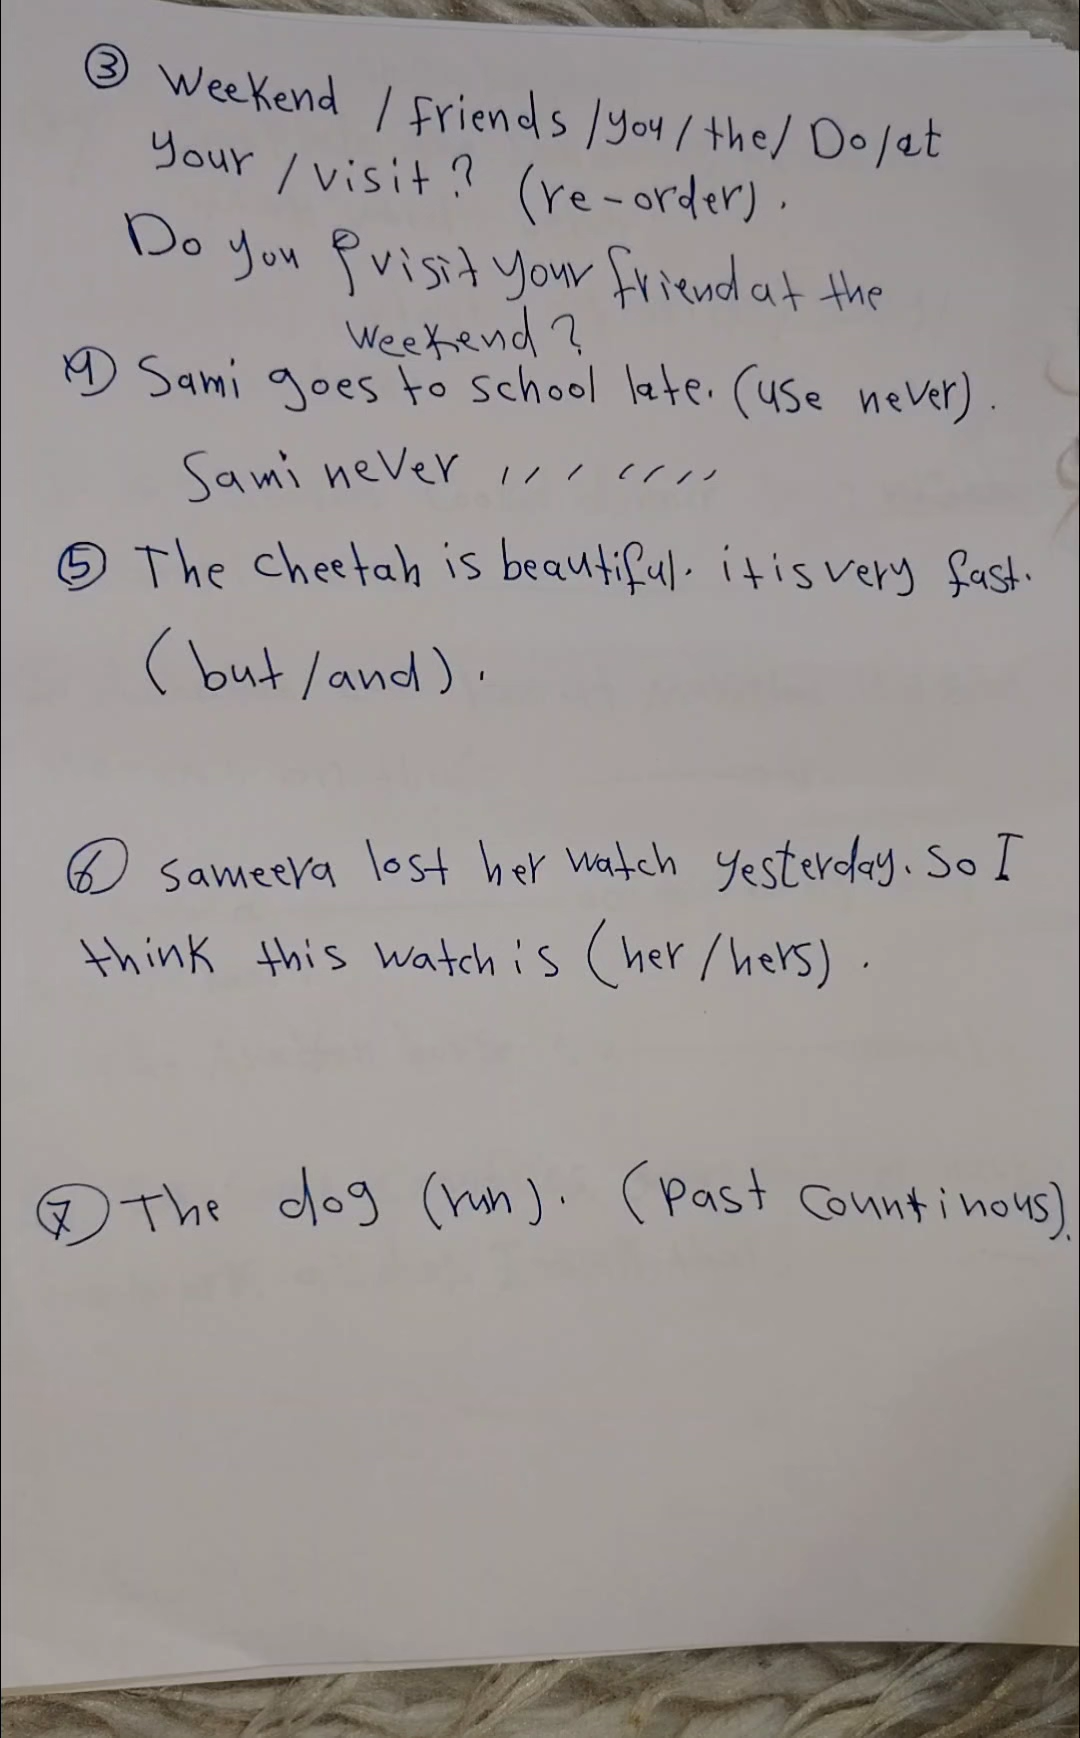 ③ Weekend / friends / you / the / Do / at
your / visit ? (re-order).
Do you visit your friend at the
weekend ?
④ Sami goes to school late. (use never).
Sami never ,, , ,,,,
⑤ The cheetah is beautiful. it is very fast.
(but / and).
⑥ Sameera lost her watch yesterday. So I
think this watch is (her / hers).
⑦ The dog (run). (past countinous).